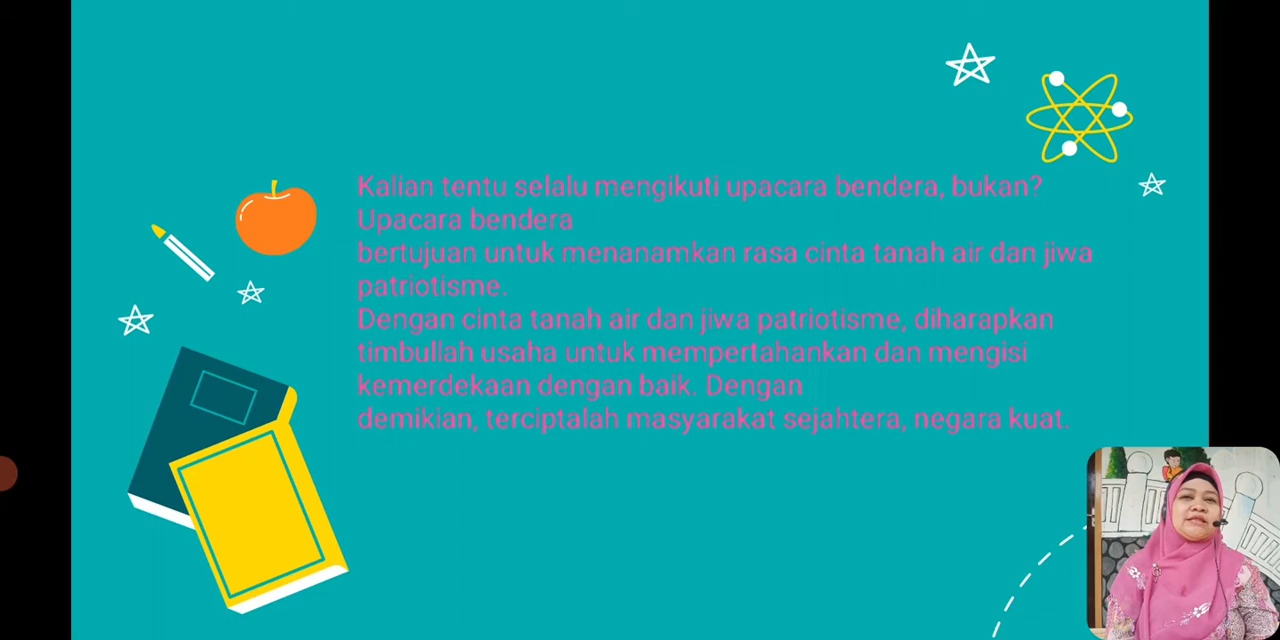 Kalian tentu selalu mengikuti upacara bendera, bukan?
Upacara bendera
bertujuan untuk menanamkan rasa cinta tanah air dan jiwa
patriotisme.
Dengan cinta tanah air dan jiwa patriotisme, diharapkan
timbullah usaha untuk mempertahankan dan mengisi
kemerdekaan dengan baik. Dengan
demikian, terciptalah masyarakat sejahtera, negara kuat.